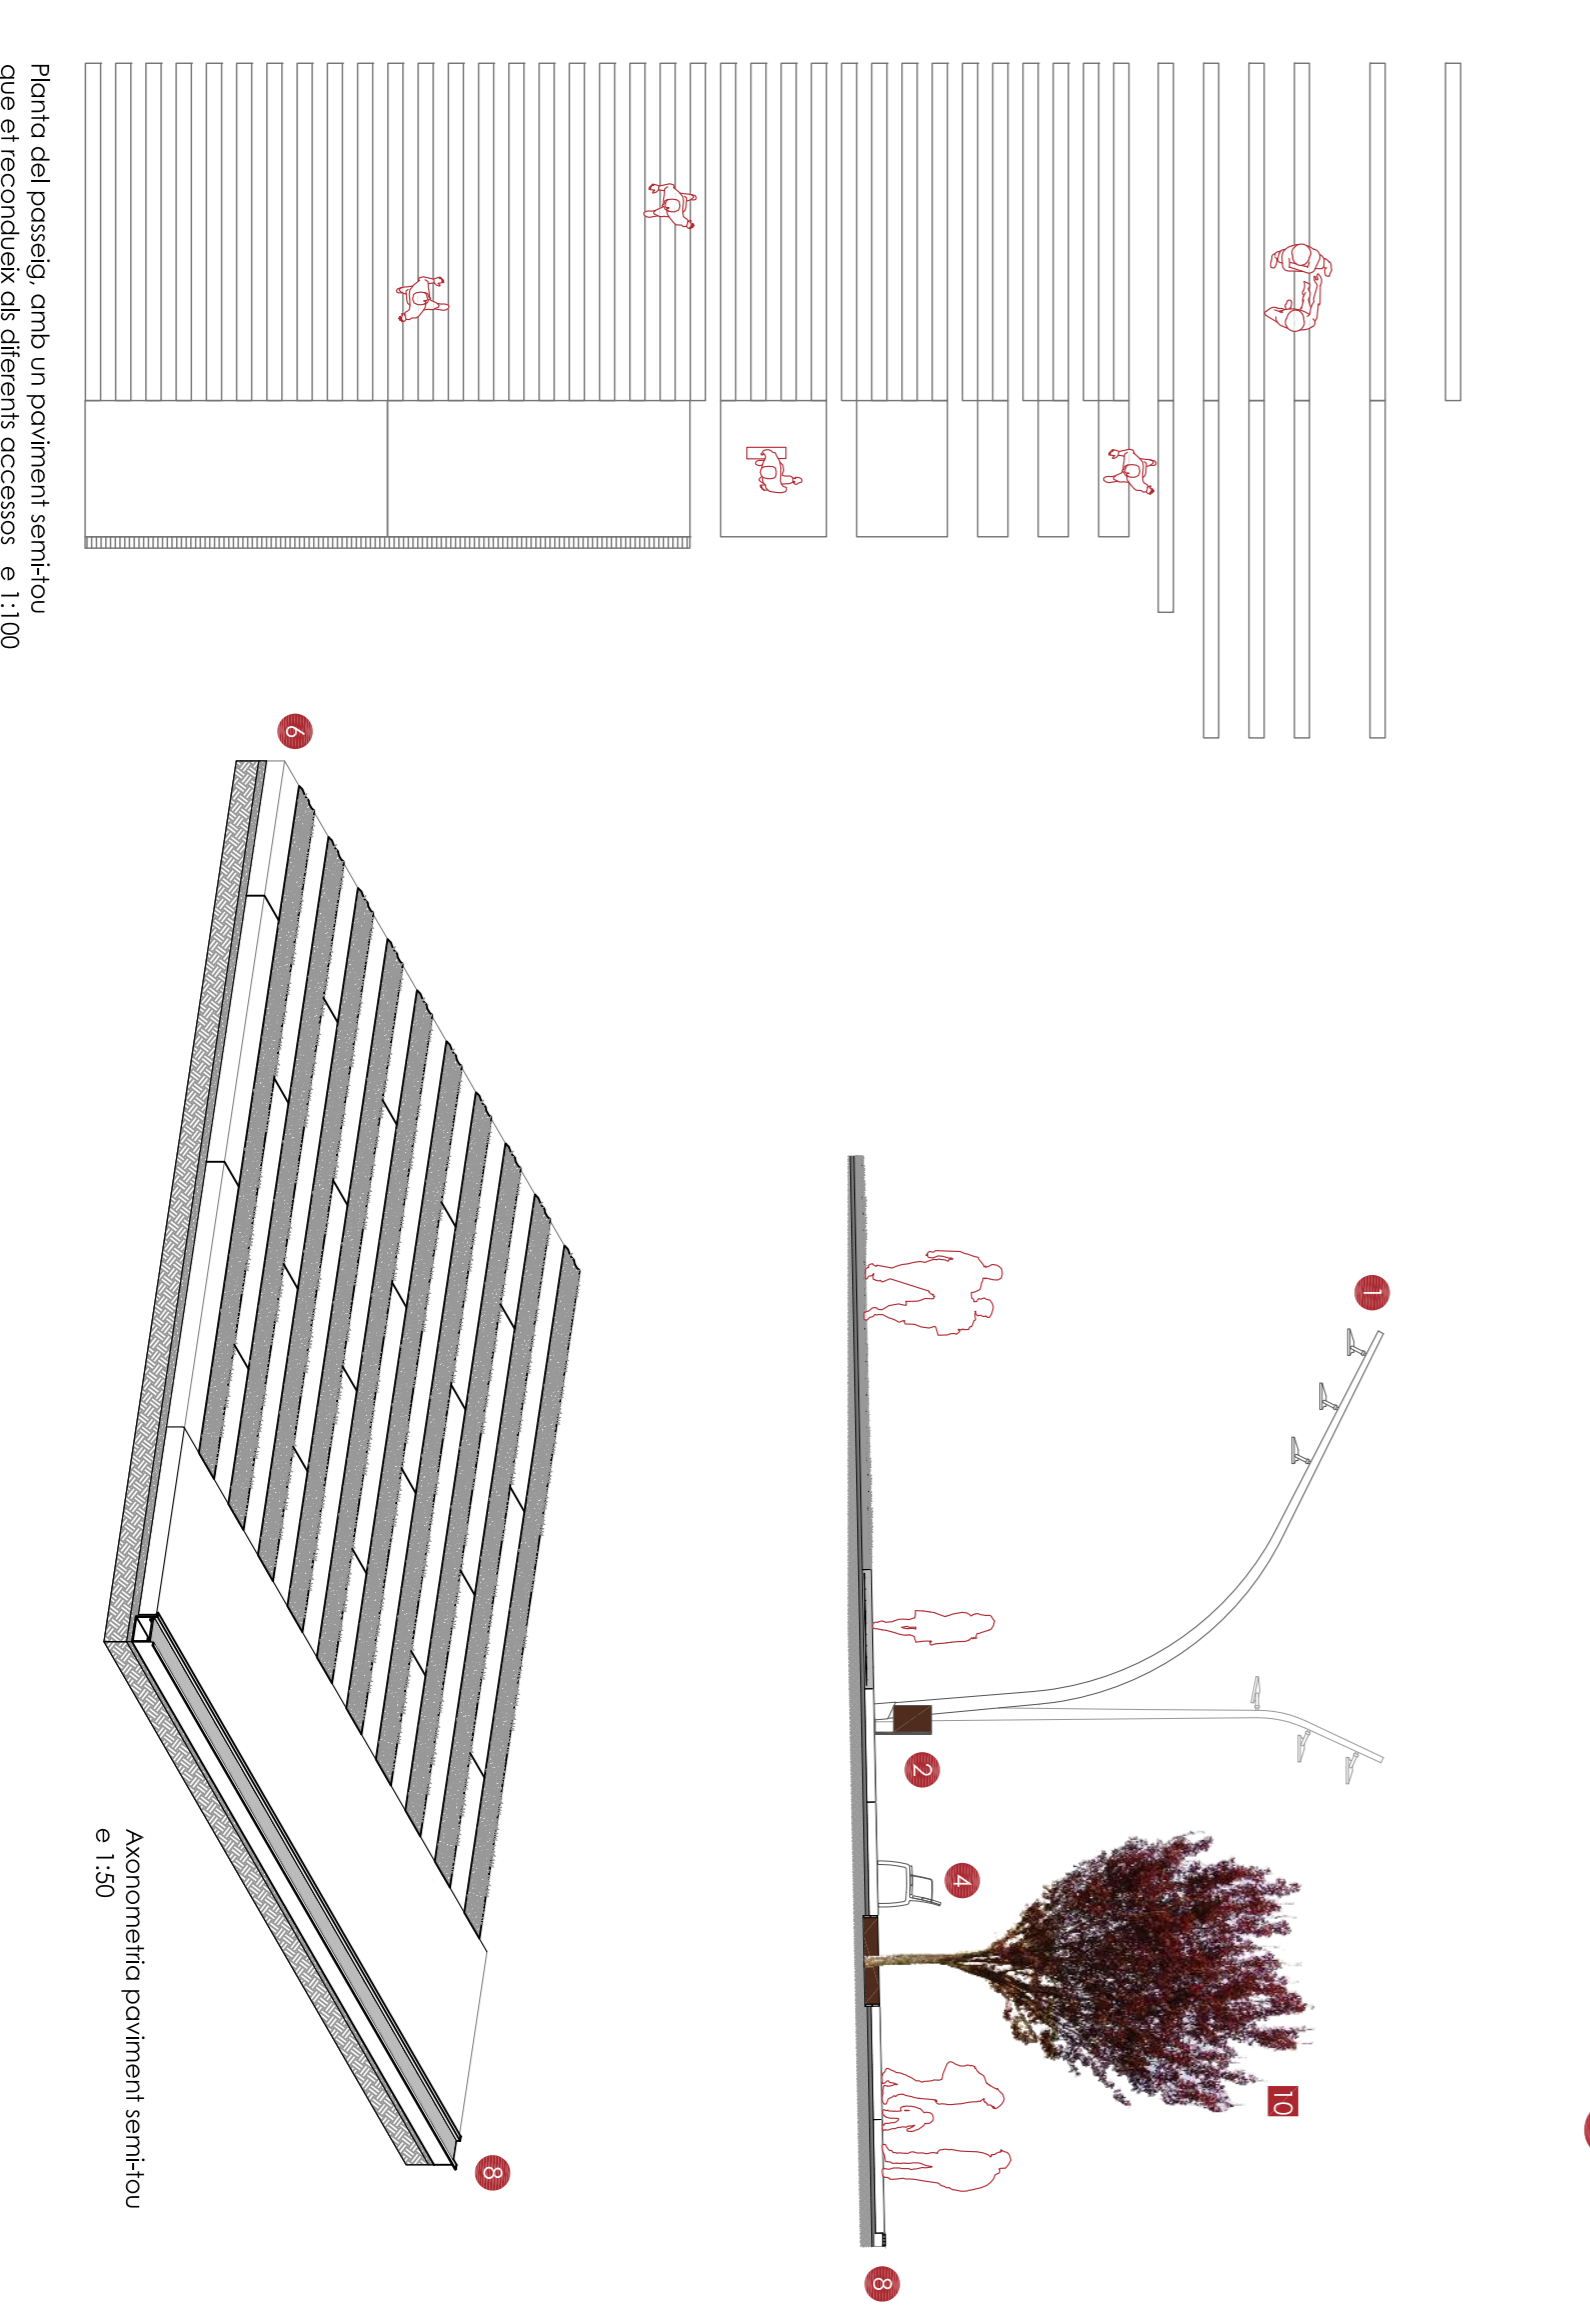 Planta del passeig, amb un paviment semi-tou
que et recondueix als diferents accessos   e 1:100
6
1
2
4
10
8
8
Axonometria paviment semi-tou
e 1:50